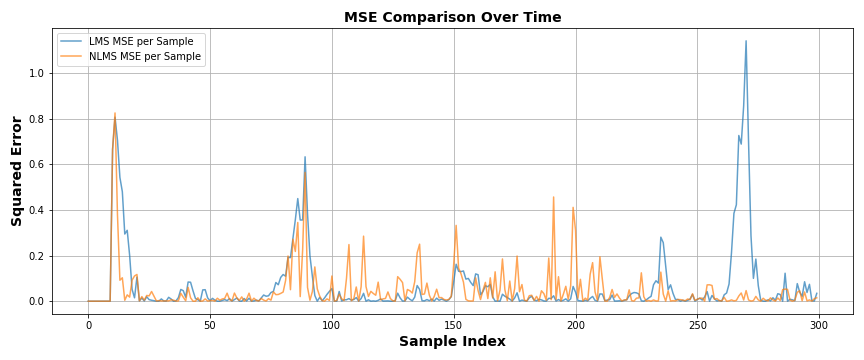 MSE Comparison Over Time
LMS MSE per Sample
NLMS MSE per Sample
Squared Error
1.0
0.8
0.6
0.4
0.2
0.0
0 50 100 150 200 250 300
Sample Index